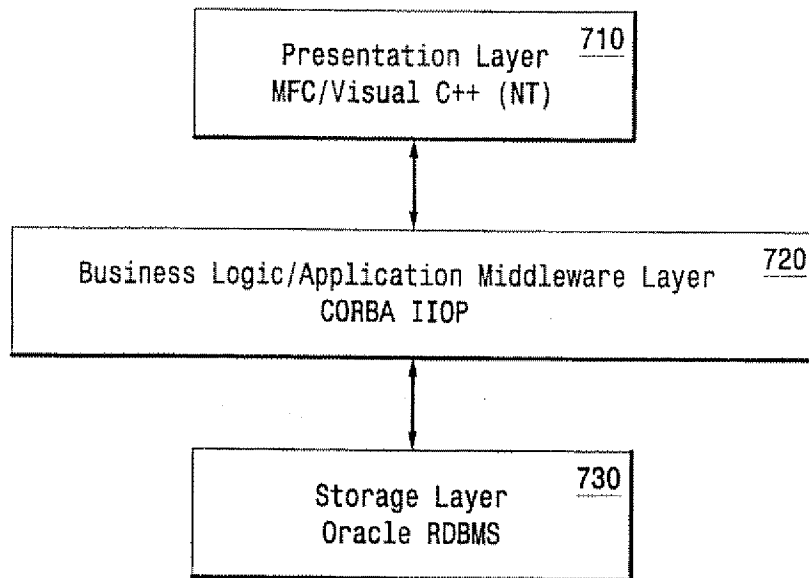 710
Presentation Layer
MFC/Visual C++ (NT)
720
Business Logic/Application Middleware Layer
CORBA IIOP
730
Storage Layer
Oracle RDBMS